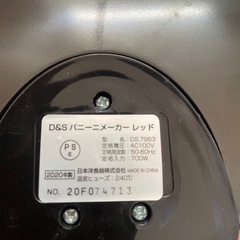 D&S パニーニメーカー レッド
PS
E
型名 DS.7963
定格電圧 : AC100V
定格周波数 : 50-60Hz
定格入力 : 700W
2020年製
日本洋食器株式会社 MADE IN CHINA
温度ヒューズ : 240℃
NO. 20F074713